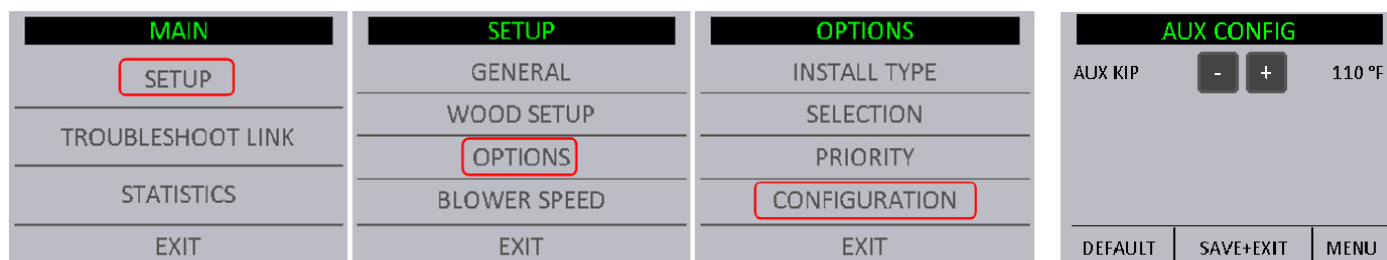 MAIN
SETUP
TROUBLESHOOT LINK
STATISTICS
EXIT
SETUP
GENERAL
WOOD SETUP
OPTIONS
BLOWER SPEED
EXIT
OPTIONS
INSTALL TYPE
SELECTION
PRIORITY
CONFIGURATION
EXIT
AUX CONFIG
AUX KIP - + 110 °F
DEFAULT SAVE+EXIT MENU